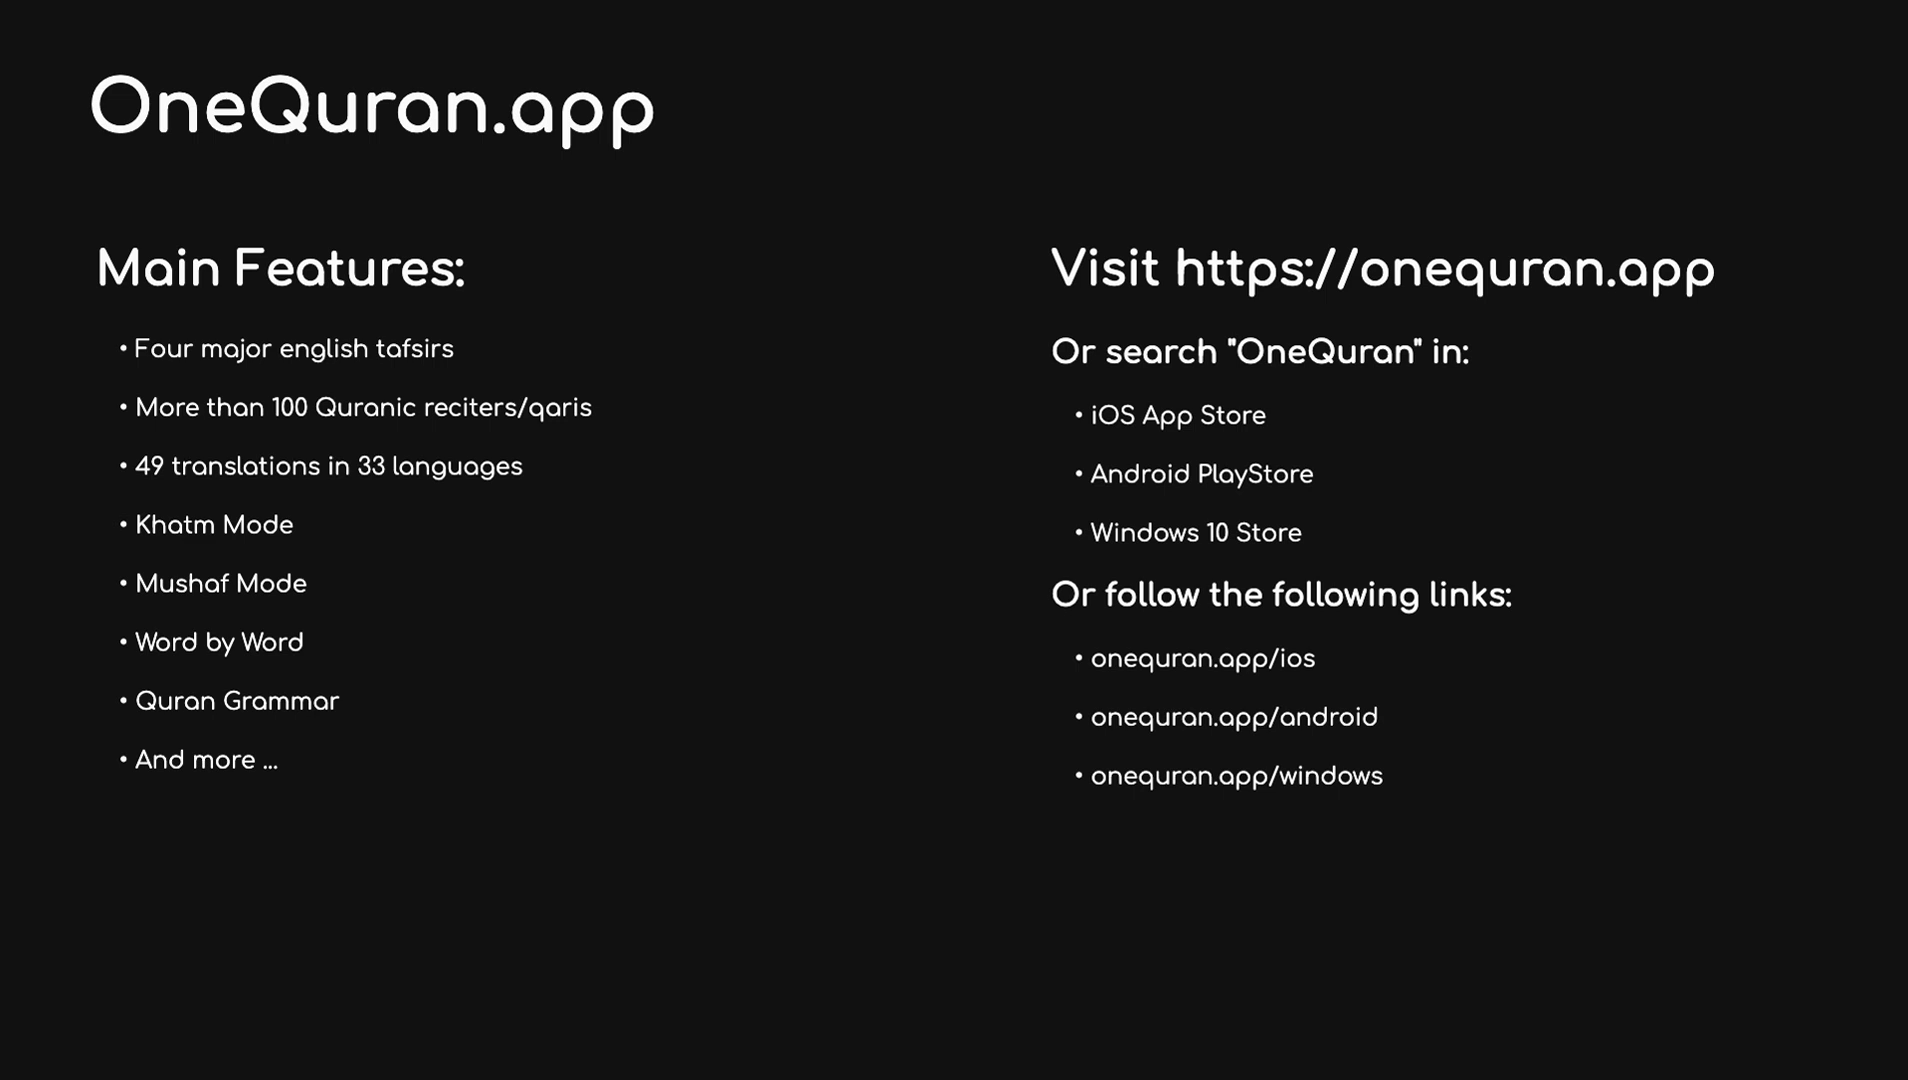 OneQuran.app
Main Features:
• Four major english tafsirs
• More than 100 Quranic reciters/qaris
• 49 translations in 33 languages
• Khatm Mode
• Mushaf Mode
• Word by Word
• Quran Grammar
• And more ...
Visit https://onequran.app
Or search "OneQuran" in:
• iOS App Store
• Android PlayStore
• Windows 10 Store
Or follow the following links:
• onequran.app/ios
• onequran.app/android
• onequran.app/windows